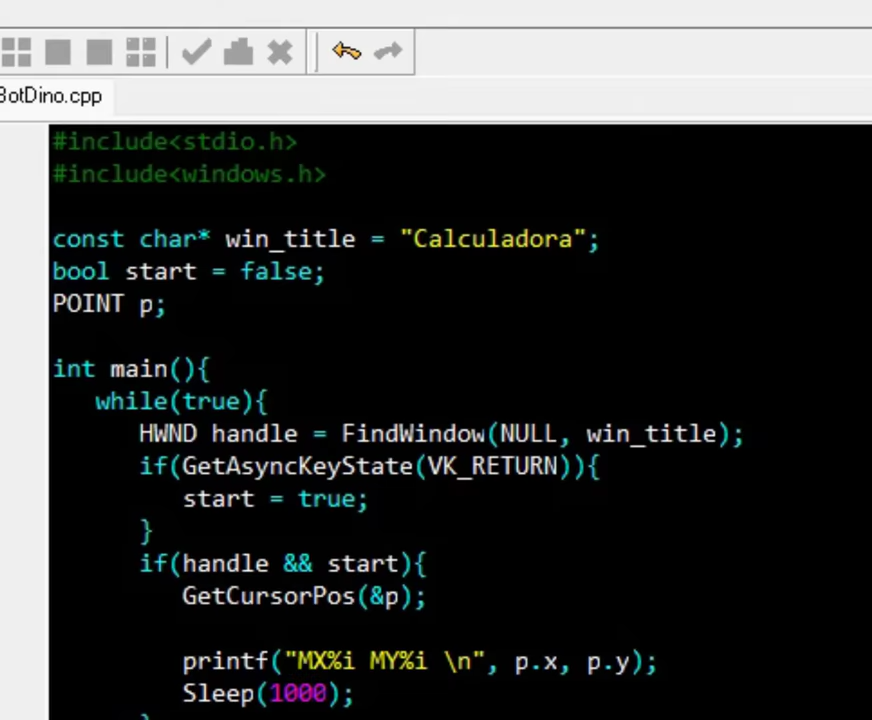 BotDino.cpp
#include<stdio.h>
#include<windows.h>
const char* win_title = "Calculadora";
bool start = false;
POINT p;
int main(){
while(true){
HWND handle = FindWindow(NULL, win_title);
if(GetAsyncKeyState(VK_RETURN)){
start = true;
}
if(handle && start){
GetCursorPos(&p);
printf("MX%i MY%i \n", p.x, p.y);
Sleep(1000);
}